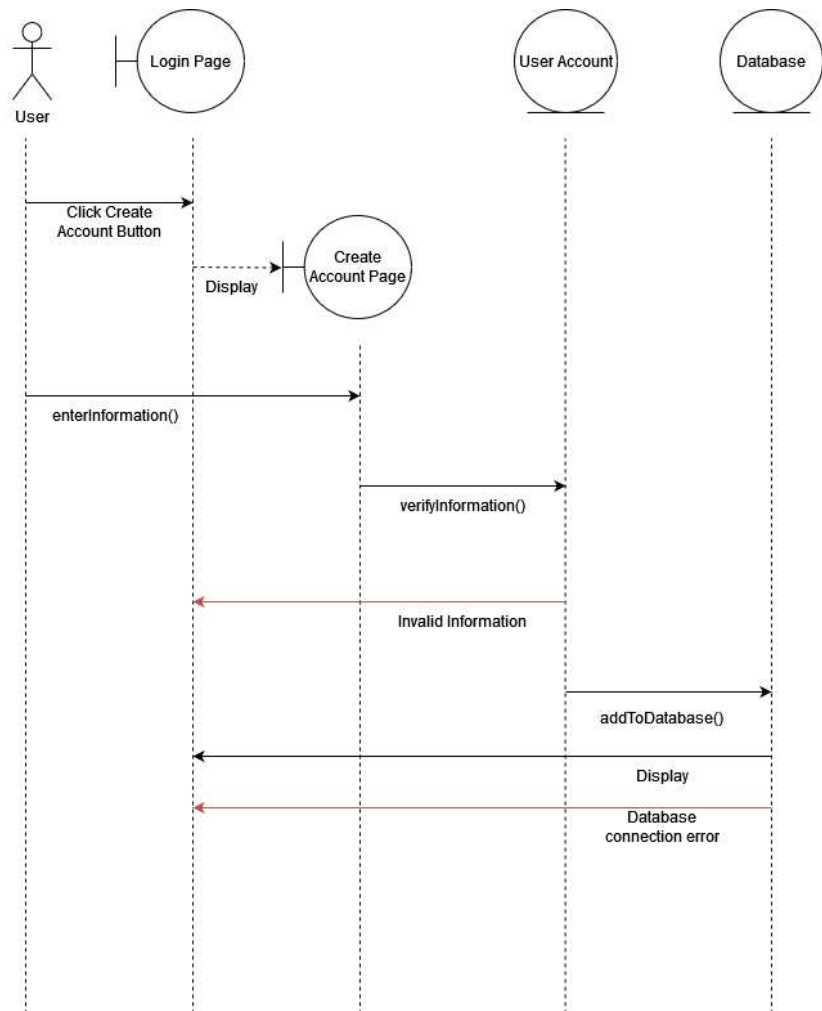 Login Page
User Account
Database
User
Click Create
Account Button
Create
Account Page
Display
enterInformation()
verifyInformation()
Invalid Information
addToDatabase()
Display
Database
connection error